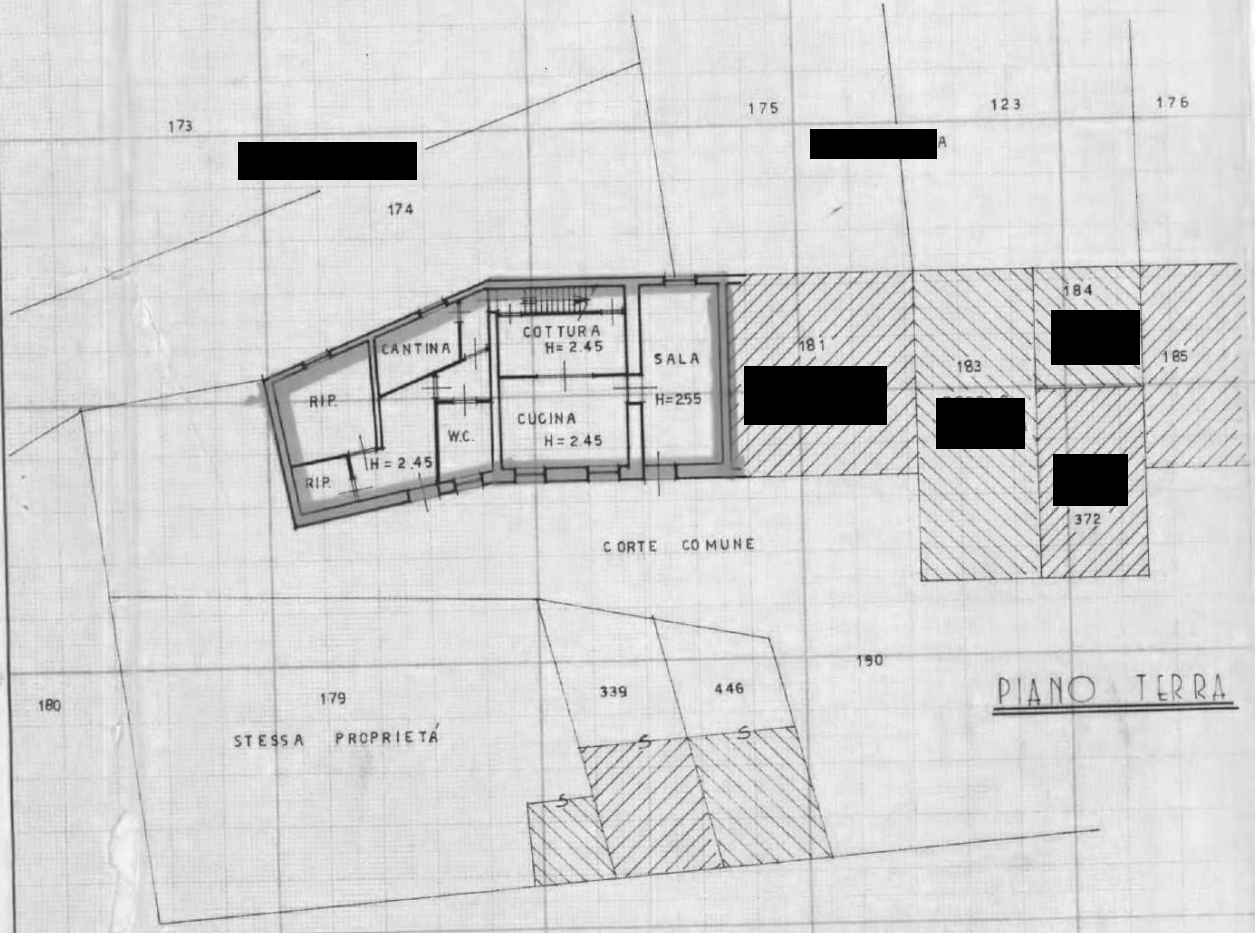 175
123
176
173
A
174
184
COTTURA
H= 2.45
181
CANTINA
SALA
185
183
RIP.
H=255
CUCINA
W.C.
H = 2.45
H = 2.45
RIP.
372
CORTE COMUNE
190
339
446
PIANO TERRA
179
180
STESSA PROPRIETÁ
S
S
S